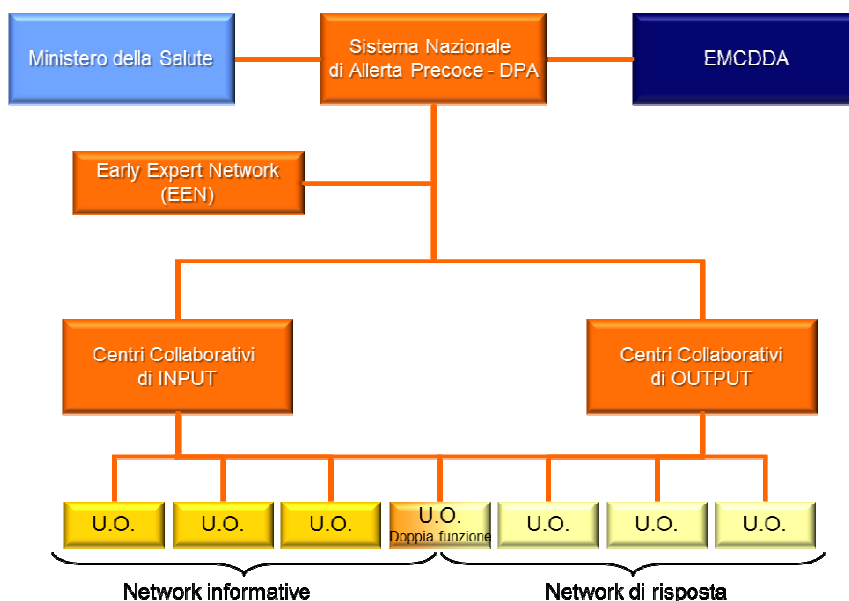 Ministero della Salute
Sistema Nazionale
di Allerta Precoce - DPA
EMCDDA
Early Expert Network
(EEN)
Centri Collaborativi
di INPUT
Centri Collaborativi
di OUTPUT
U.O.
U.O.
U.O.
U.O.
Doppia funzione
U.O.
U.O.
U.O.
Network informative
Network di risposta